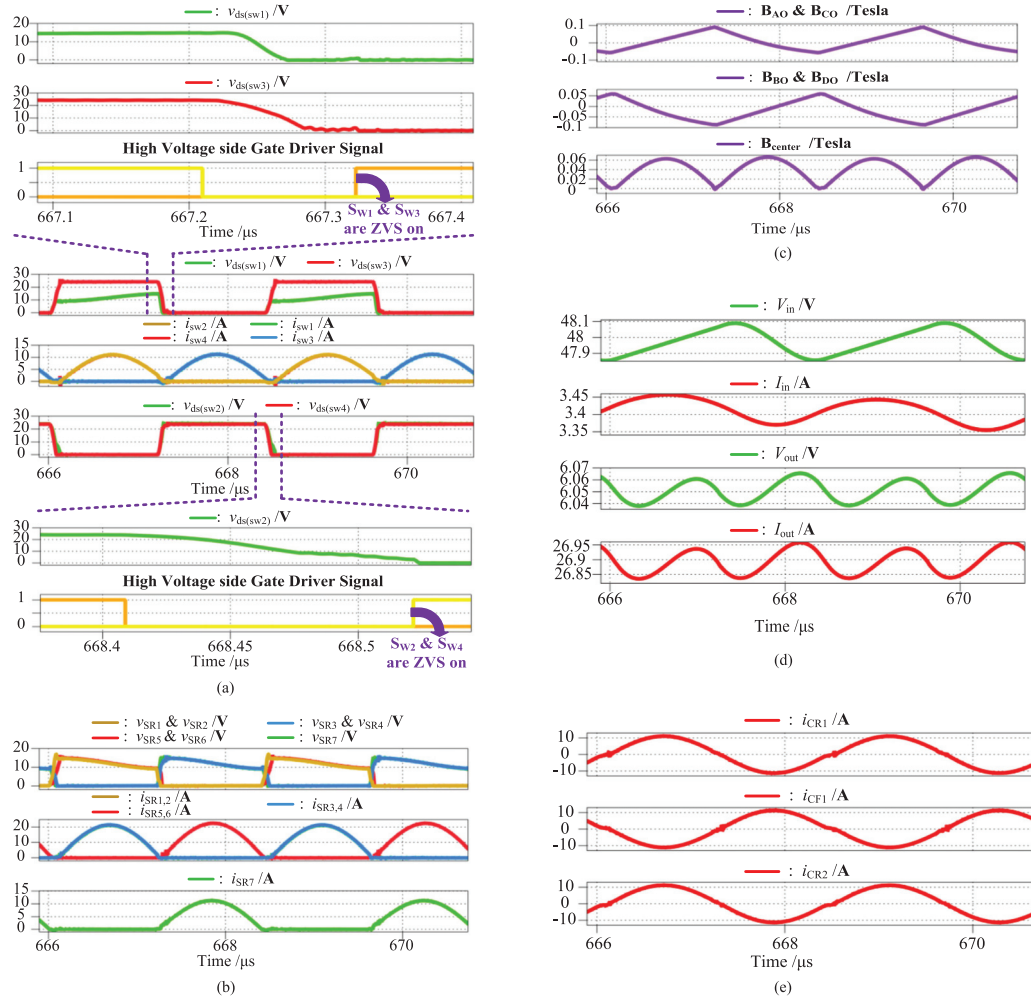 : vds(sw1) /V
20
10
0
: vds(sw3) /V
30
20
10
0
High Voltage side Gate Driver Signal
1
0
667.1 667.2 667.3 667.4
Time /μs
SW1 & SW3
are ZVS on
: vds(sw1) /V : vds(sw3) /V
30
20
10
0
: isw2 /A : isw1 /A
: isw4 /A : isw3 /A
15
10
5
0
: vds(sw2) /V : vds(sw4) /V
30
20
10
0
666 668 670
Time /μs
: vds(sw2) /V
30
20
10
0
High Voltage side Gate Driver Signal
1
0
668.4 668.45 668.5
Time /μs
SW2 & SW4
are ZVS on
(a)
: vSR1 & vSR2 /V : vSR3 & vSR4 /V
: vSR5 & vSR6 /V : vSR7 /V
20
10
0
: iSR1,2 /A : iSR3,4 /A
: iSR5,6 /A
20
10
0
: iSR7 /A
15
10
5
0
666 668 670
Time /μs
(b)
: BAO & BCO /Tesla
0.1
0
-0.1
: BBO & BDO /Tesla
0.05
-0.05
-0.1
: Bcenter /Tesla
0.06
0.02
0
666 668 670
Time /μs
(c)
: Vin /V
48.1
48
47.9
: Iin /A
3.45
3.4
3.35
: Vout /V
6.07
6.06
6.05
6.04
: Iout /A
26.95
26.9
26.85
666 668 670
Time /μs
(d)
: iCR1 /A
10
0
-10
: iCF1 /A
10
0
-10
: iCR2 /A
10
0
-10
666 668 670
Time /μs
(e)